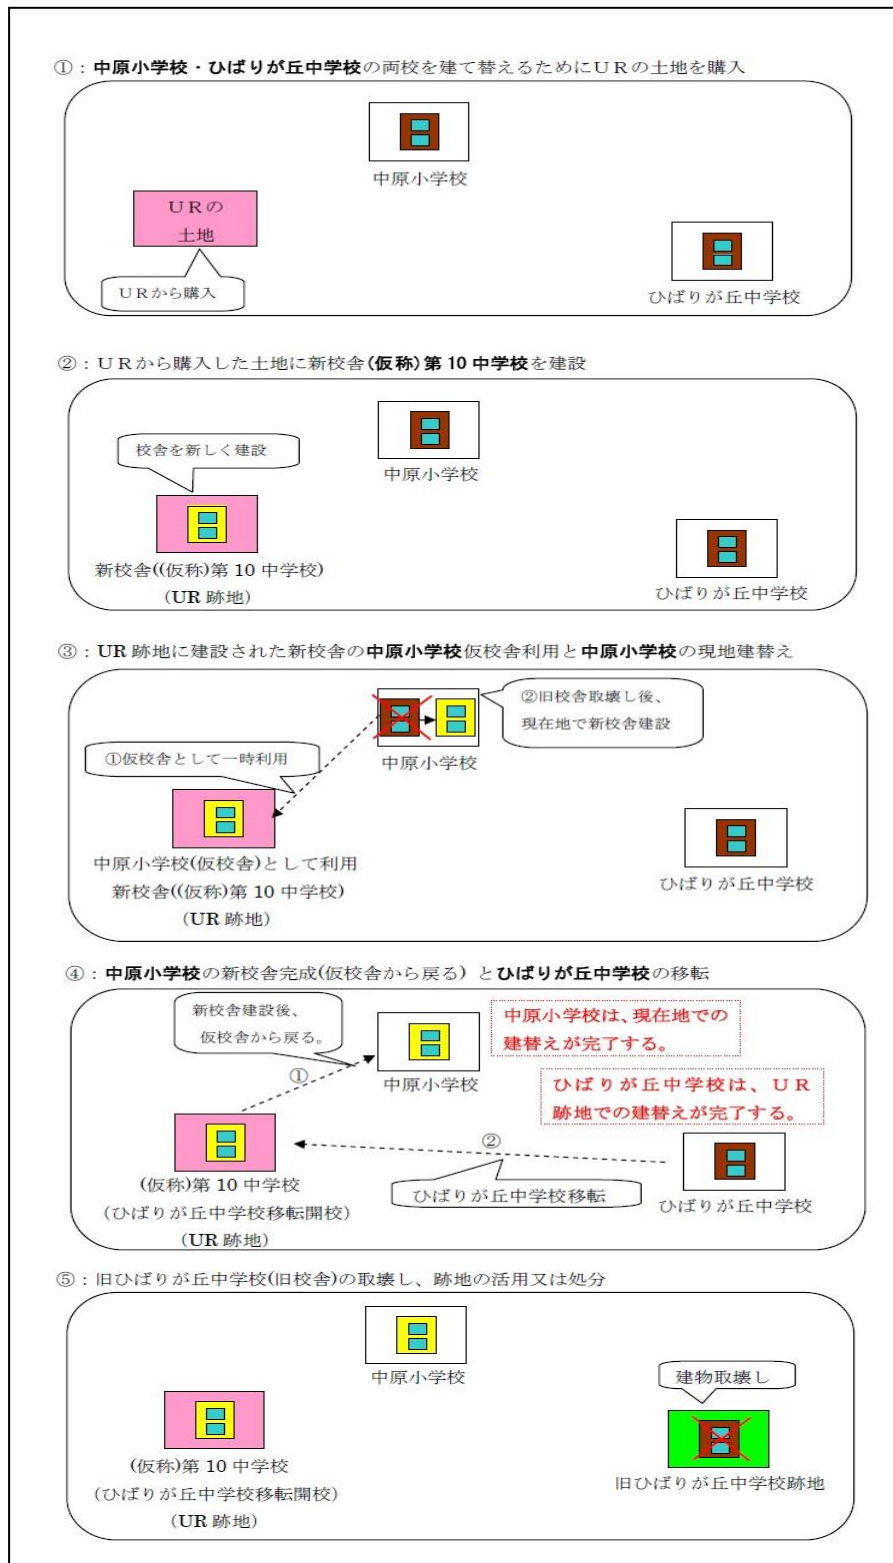 ①：中原小学校・ひばりが丘中学校の両校を建て替えるためにＵＲの土地を購入
中原小学校
ＵＲの
土地
ＵＲから購入
ひばりが丘中学校
②：ＵＲから購入した土地に新校舎(仮称)第10中学校を建設
校舎を新しく建設
中原小学校
新校舎((仮称)第10中学校)
（UR跡地）
ひばりが丘中学校
③：UR跡地に建設された新校舎の中原小学校仮校舎利用と中原小学校の現地建替え
②旧校舎取壊し後、
現在地で新校舎建設
①仮校舎として一時利用
中原小学校
中原小学校(仮校舎)として利用
新校舎((仮称)第10中学校)
（UR跡地）
ひばりが丘中学校
④：中原小学校の新校舎完成(仮校舎から戻る)とひばりが丘中学校の移転
新校舎建設後、
仮校舎から戻る。
中原小学校は、現在地での
建替えが完了する。
①
中原小学校
ひばりが丘中学校は、ＵＲ
跡地での建替えが完了する。
②
(仮称)第10中学校
（ひばりが丘中学校移転開校）
（UR跡地）
ひばりが丘中学校移転
ひばりが丘中学校
⑤：旧ひばりが丘中学校(旧校舎)の取壊し、跡地の活用又は処分
中原小学校
建物取壊し
(仮称)第10中学校
（ひばりが丘中学校移転開校）
（UR跡地）
旧ひばりが丘中学校跡地